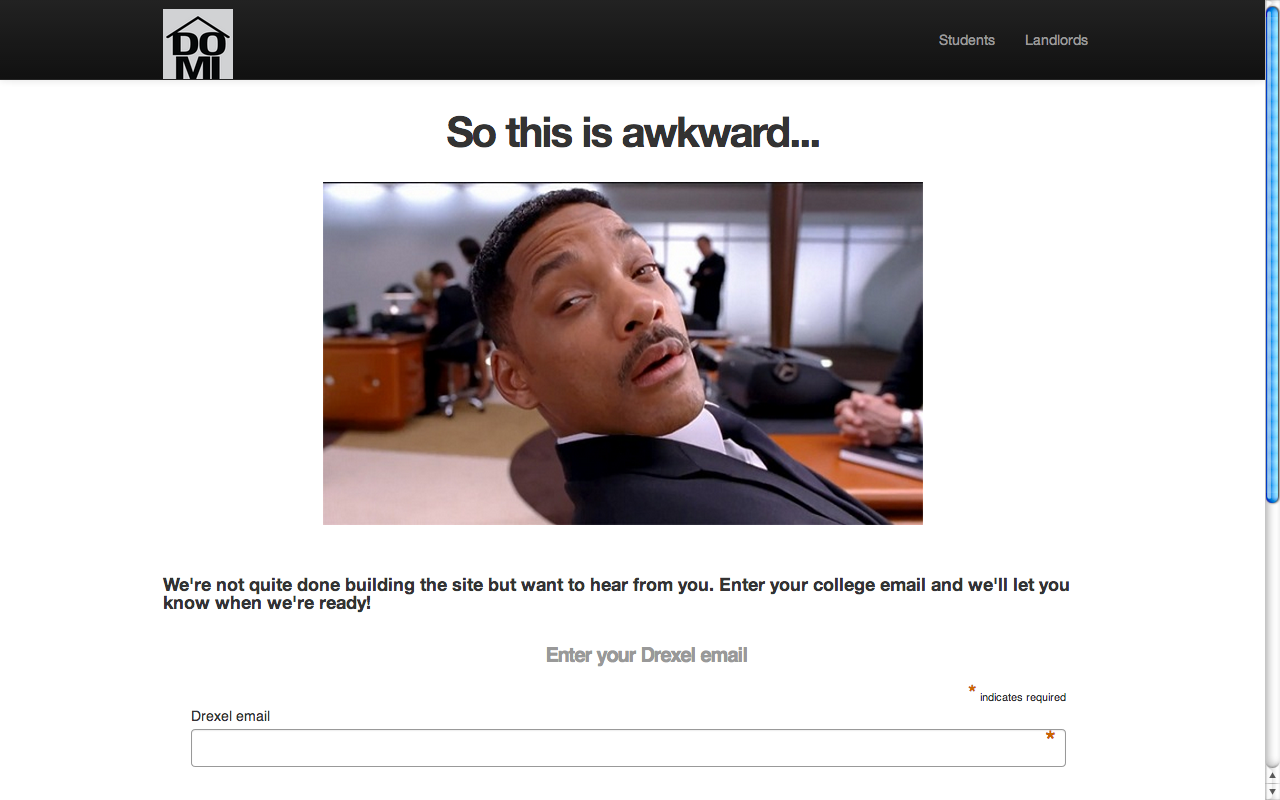 DO
MI
Students
Landlords
So this is awkward...
We're not quite done building the site but want to hear from you. Enter your college email and we'll let you
know when we're ready!
Enter your Drexel email
* indicates required
Drexel email
*